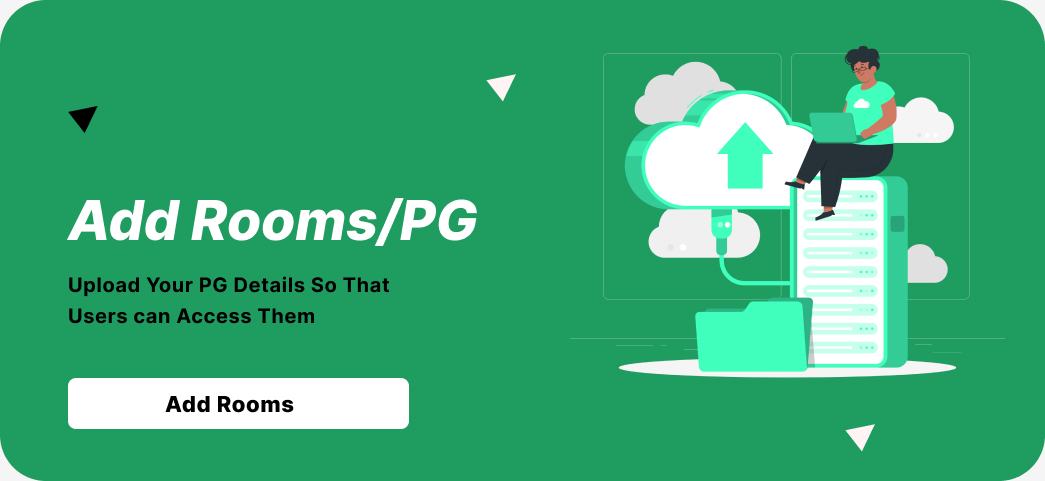 Add Rooms/PG
Upload Your PG Details So That
Users can Access Them
Add Rooms